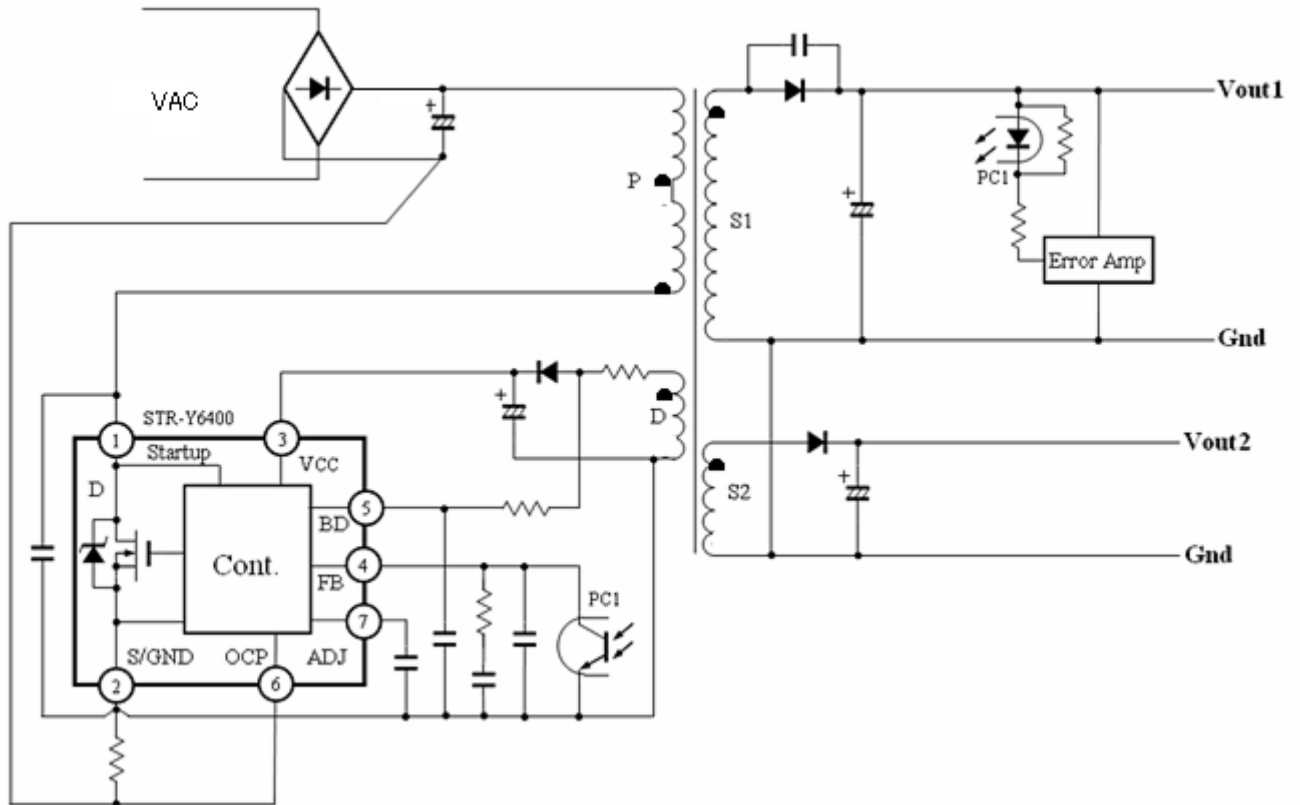 VAC
+
P
S1
+
PC1
Vout1
Error Amp
Gnd
+
D
STR-Y6400
1
3
Startup
VCC
D
BD
5
Cont.
FB
4
7
S/GND
OCP
ADJ
2
6
PC1
S2
+
Vout2
Gnd